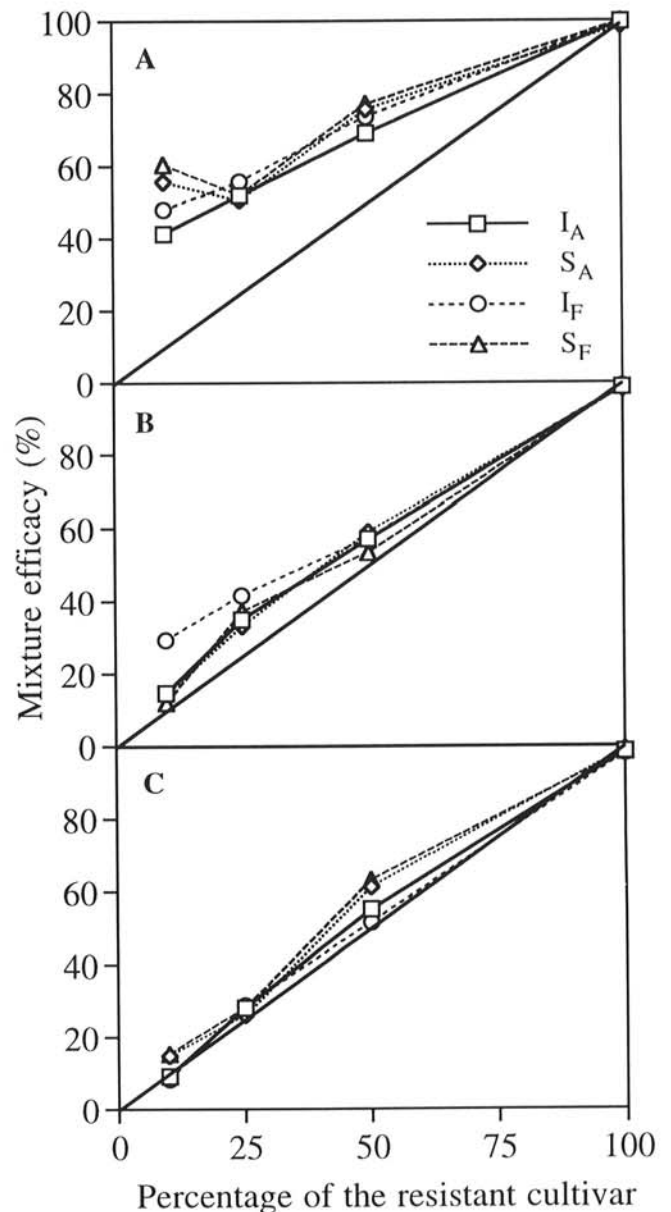 Mixture efficacy (%)
A
100
80
60
40
20
0
I_A
S_A
I_F
S_F
B
80
60
40
20
0
C
80
60
40
20
0
0 25 50 75 100
Percentage of the resistant cultivar